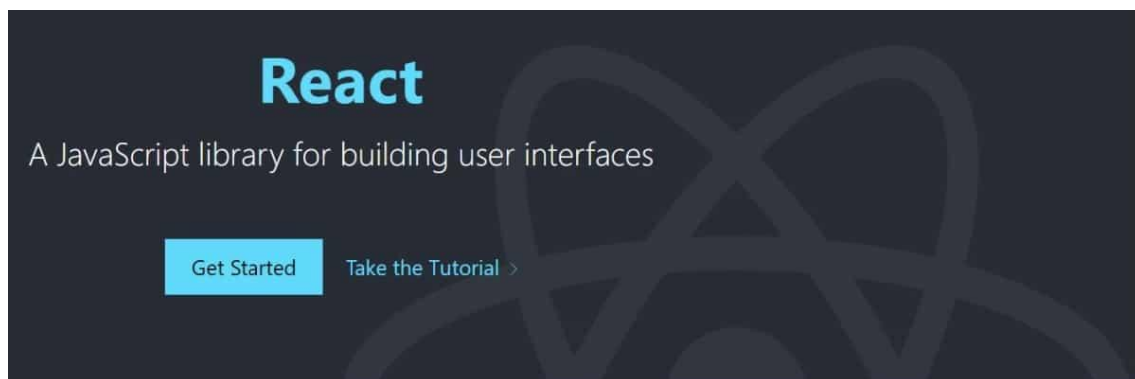 React
A JavaScript library for building user interfaces
Get Started
Take the Tutorial >